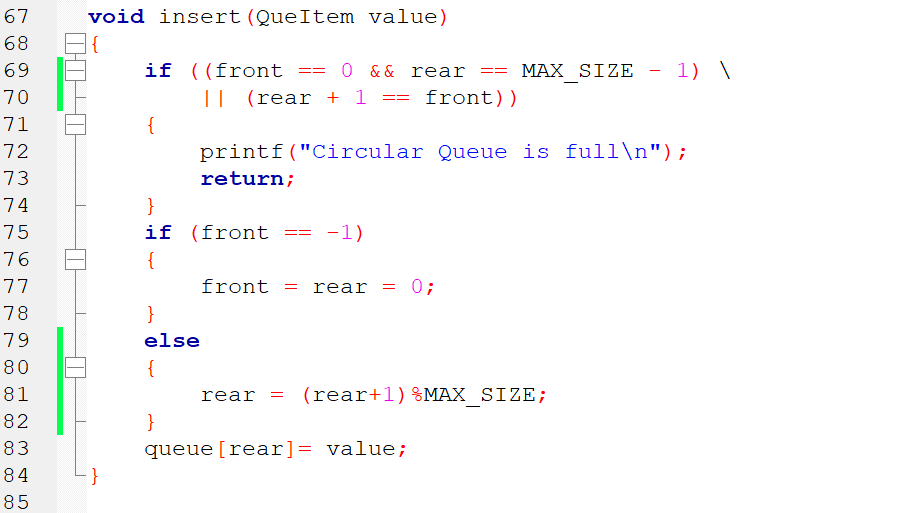 67 void insert(QueItem value)
68 {
69 if ((front == 0 && rear == MAX_SIZE - 1) \
70 || (rear + 1 == front))
71 {
72 printf("Circular Queue is full\n");
73 return;
74 }
75 if (front == -1)
76 {
77 front = rear = 0;
78 }
79 else
80 {
81 rear = (rear+1)%MAX_SIZE;
82 }
83 queue[rear]= value;
84 }
85